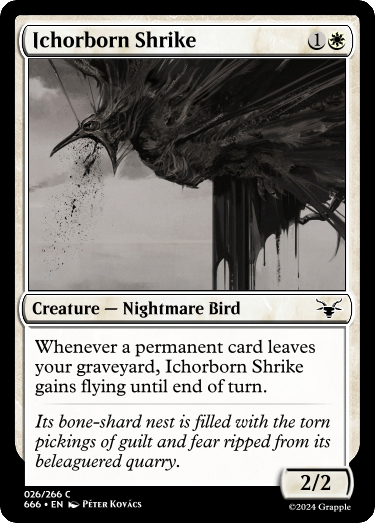 Ichorborn Shrike 1
Creature — Nightmare Bird
Whenever a permanent card leaves
your graveyard, Ichorborn Shrike
gains flying until end of turn.
Its bone-shard nest is filled with the torn
pickings of guilt and fear ripped from its
beleaguered quarry.
2/2
026/266 C
666 • EN Péter Kovács
©2024 Grapple